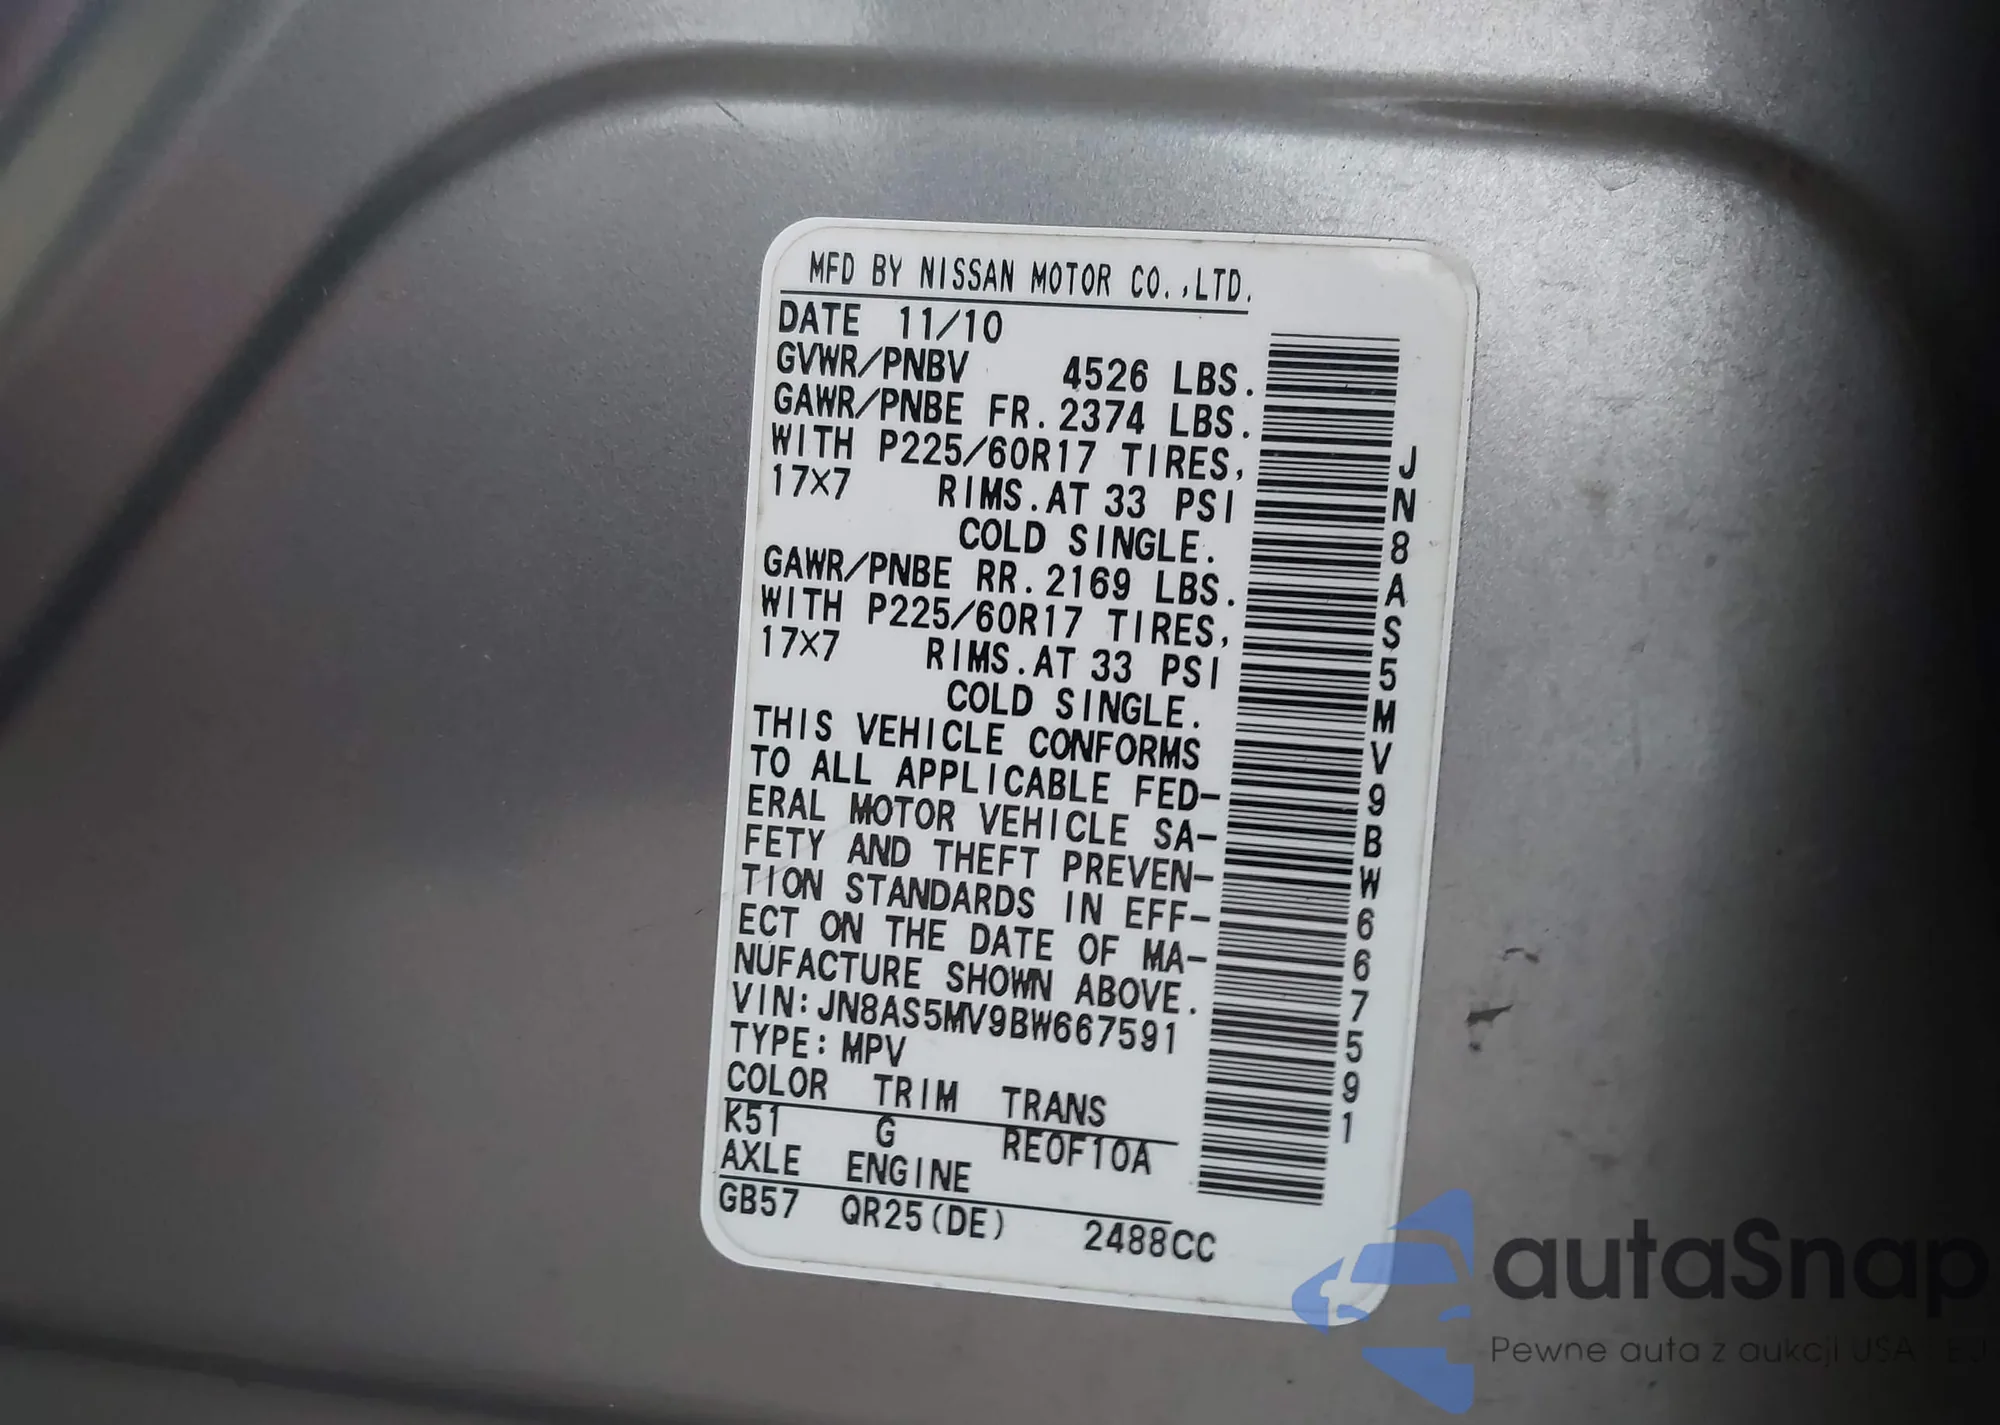 MFD BY NISSAN MOTOR CO.,LTD.
DATE 11/10
GVWR/PNBV 4526 LBS.
GAWR/PNBE FR. 2374 LBS.
WITH P225/60R17 TIRES,
17X7 RIMS.AT 33 PSI
COLD SINGLE.
GAWR/PNBE RR. 2169 LBS.
WITH P225/60R17 TIRES,
17X7 RIMS.AT 33 PSI
COLD SINGLE.
THIS VEHICLE CONFORMS
TO ALL APPLICABLE FED-
ERAL MOTOR VEHICLE SA-
FETY AND THEFT PREVEN-
TION STANDARDS IN EFF-
ECT ON THE DATE OF MA-
NUFACTURE SHOWN ABOVE.
VIN:JN8AS5MV9BW667591
TYPE:MPV
COLOR TRIM TRANS
K51 G RE0F10A
AXLE ENGINE
GB57 QR25(DE) 2488CC
JN8AS5MV9BW667591
autaSnap
Pewne auta z aukcji USA i EU